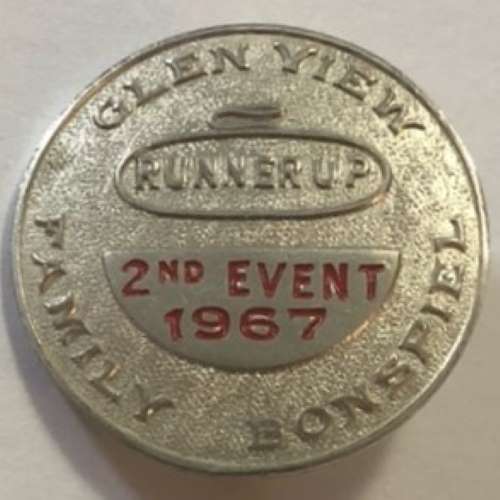 GLEN VIEW
RUNNER UP
2ND EVENT
1967
FAMILY BONSPIEL